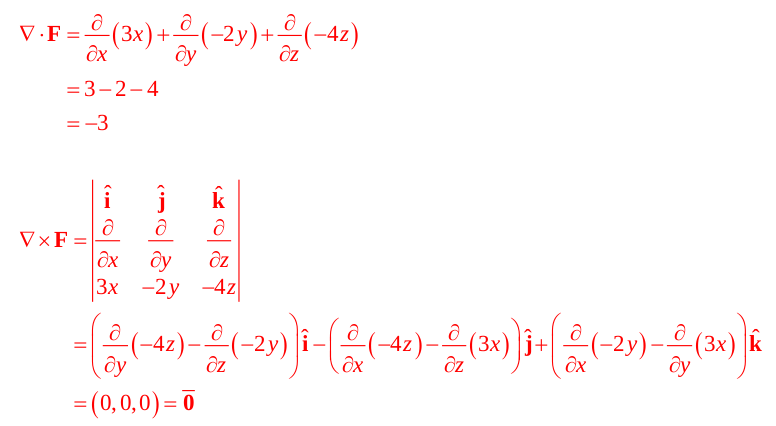 ∇·𝐅 = ∂/∂x (3x) + ∂/∂y (−2y) + ∂/∂z (−4z)
= 3 − 2 − 4
= −3
∇×𝐅 = | î ĵ k̂ |
| ∂/∂x ∂/∂y ∂/∂z |
| 3x −2y −4z |
= (∂/∂y (−4z) − ∂/∂z (−2y)) î − (∂/∂x (−4z) − ∂/∂z (3x)) ĵ + (∂/∂x (−2y) − ∂/∂y (3x)) k̂
= (0, 0, 0) = 0̅